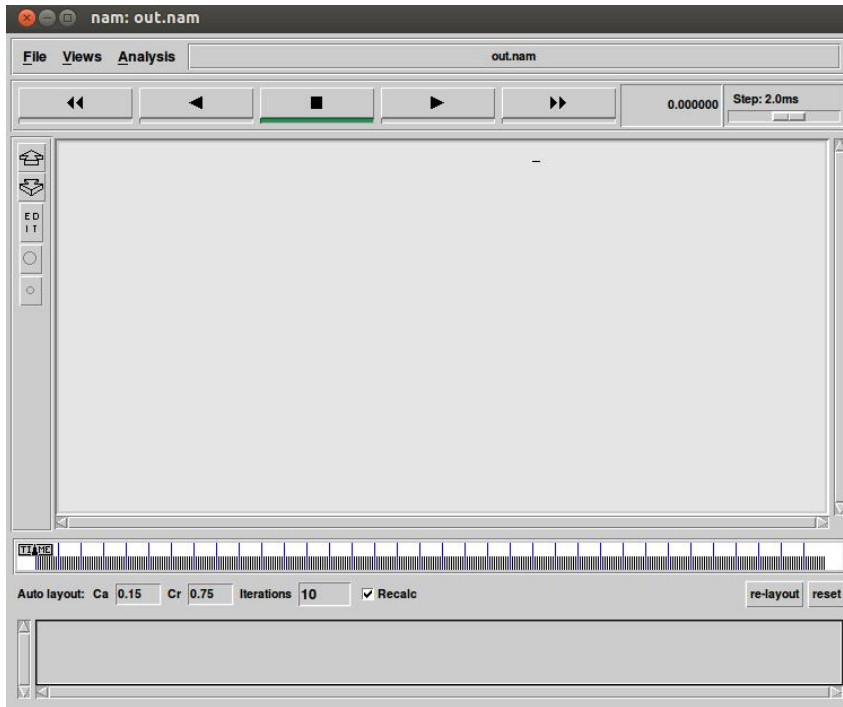 nam: out.nam
File Views Analysis out.nam
0.000000 Step: 2.0ms
ED
IT
TIME
Auto layout: Ca 0.15 Cr 0.75 Iterations 10 Recalc re-layout reset